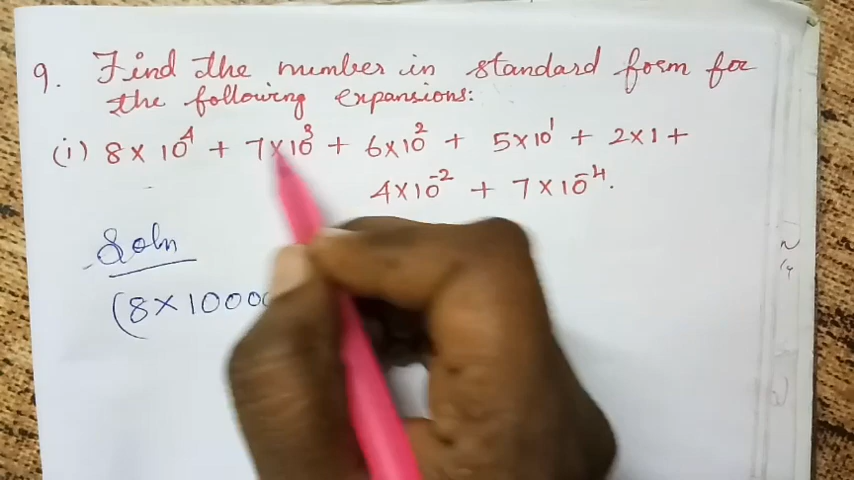 9. Find the number in standard form for
the following expansions:
(i) 8 × 10⁴ + 7×10³ + 6×10² + 5×10¹ + 2×1 +
4×10⁻² + 7×10⁻⁴.
Soln
(8×1000